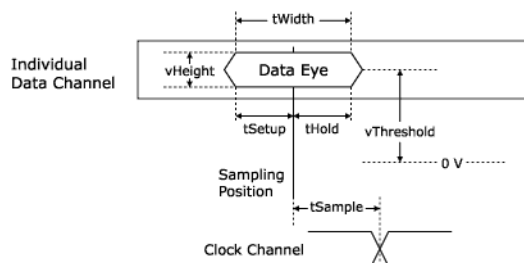 tWidth
Individual
Data Channel
vHeight
Data Eye
tSetup
tHold
vThreshold
0 V
Sampling
Position
tSample
Clock Channel